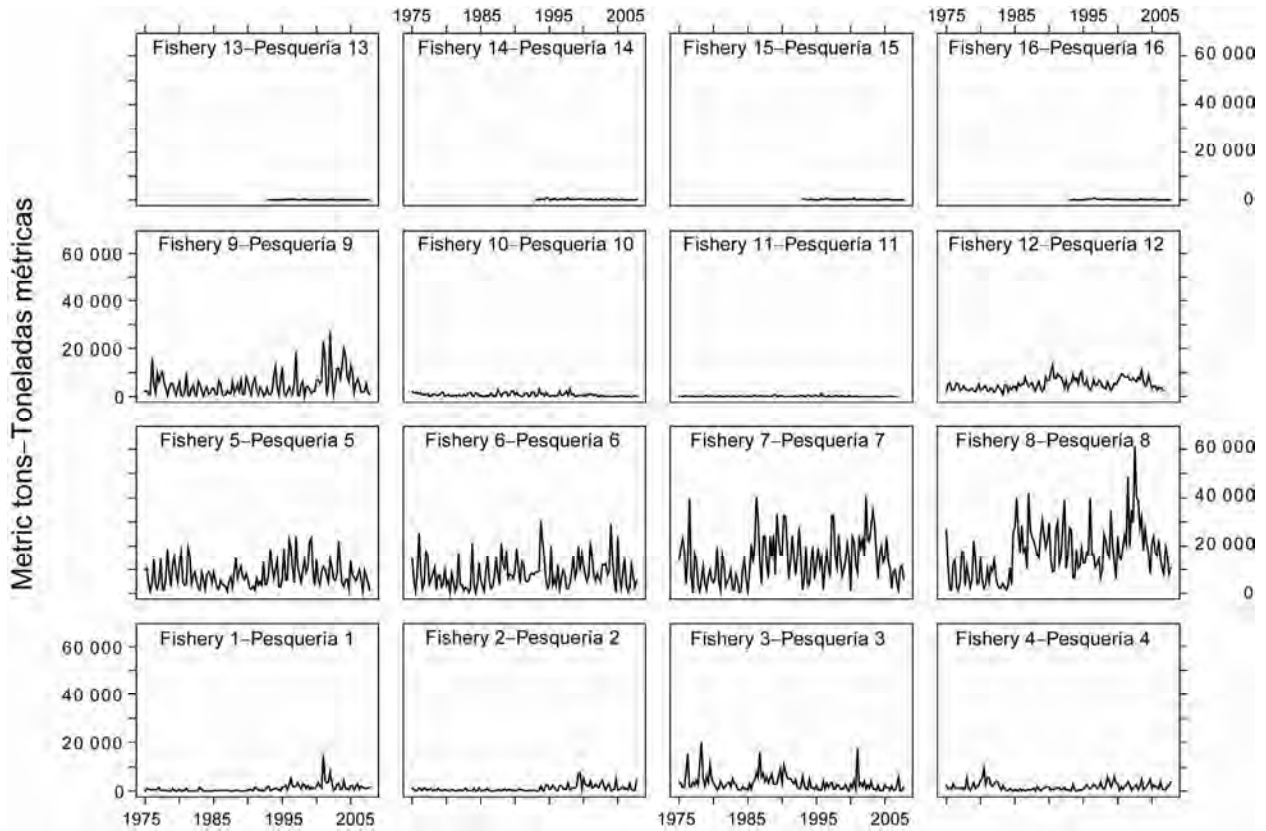 1975 1985 1995 2005 1975 1985 1995 2005
Fishery 13–Pesquería 13 Fishery 14–Pesquería 14 Fishery 15–Pesquería 15 Fishery 16–Pesquería 16
60 000
40 000
20 000
0
Metric tons–Toneladas métricas
Fishery 9–Pesquería 9 Fishery 10–Pesquería 10 Fishery 11–Pesquería 11 Fishery 12–Pesquería 12
60 000
40 000
20 000
0
Fishery 5–Pesquería 5 Fishery 6–Pesquería 6 Fishery 7–Pesquería 7 Fishery 8–Pesquería 8
60 000
40 000
20 000
0
Fishery 1–Pesquería 1 Fishery 2–Pesquería 2 Fishery 3–Pesquería 3 Fishery 4–Pesquería 4
60 000
40 000
20 000
0
1975 1985 1995 2005 1975 1985 1995 2005